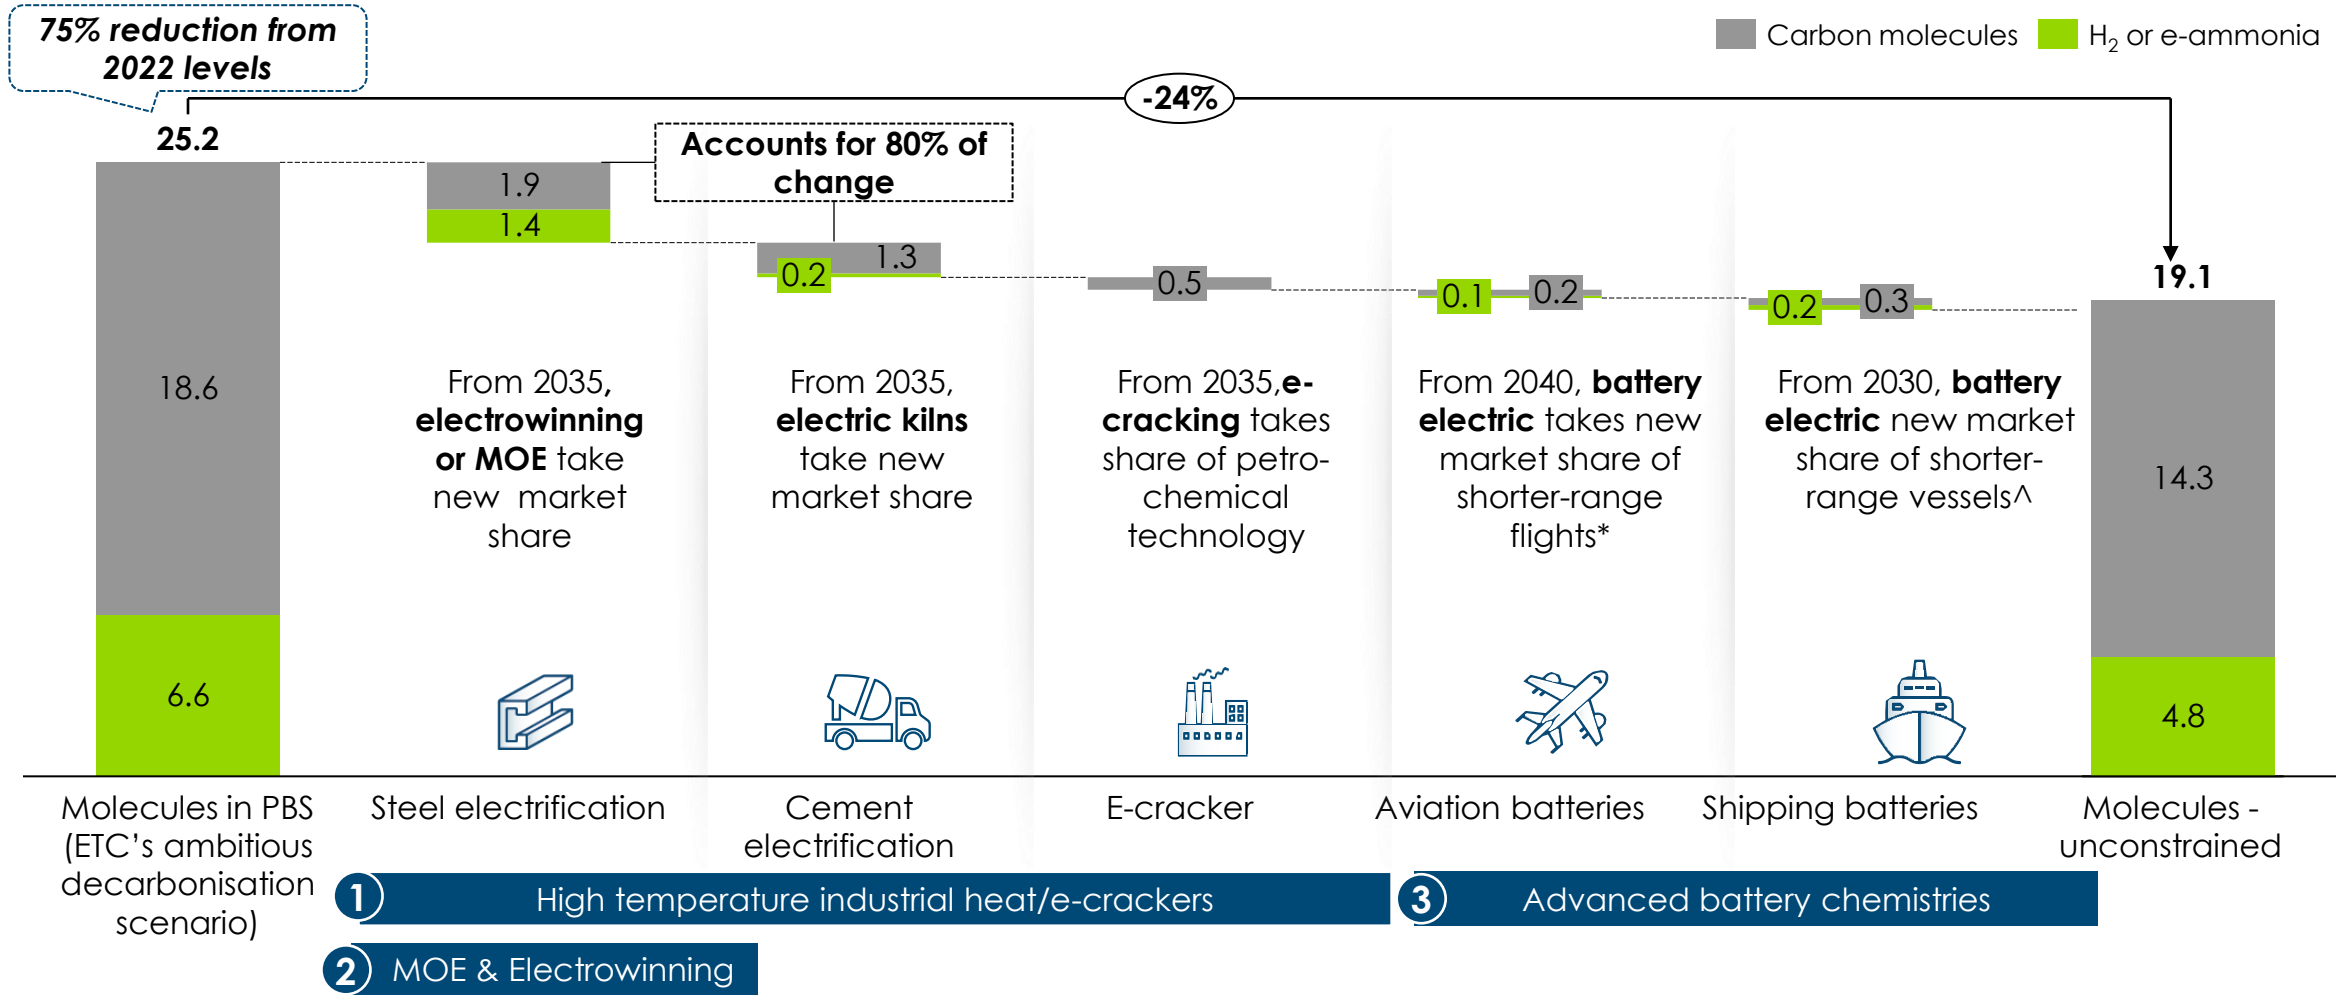 75% reduction from
2022 levels
Carbon molecules
H₂ or e-ammonia
-24%
25.2
Accounts for 80% of
change
1.9
1.4
1.3
0.2
0.5
0.1
0.2
0.2
0.3
19.1
18.6
6.6
14.3
4.8
From 2035,
electrowinning
or MOE take
new market
share
From 2035,
electric kilns
take new
market share
From 2035,e-
cracking takes
share of petro-
chemical
technology
From 2040, battery
electric takes new
market share of
shorter-range
flights*
From 2030, battery
electric new market
share of shorter-
range vessels^
Molecules in PBS
(ETC’s ambitious
decarbonisation
scenario)
Steel electrification
Cement
electrification
E-cracker
Aviation batteries
Shipping batteries
Molecules -
unconstrained
1 High temperature industrial heat/e-crackers
3 Advanced battery chemistries
2 MOE & Electrowinning